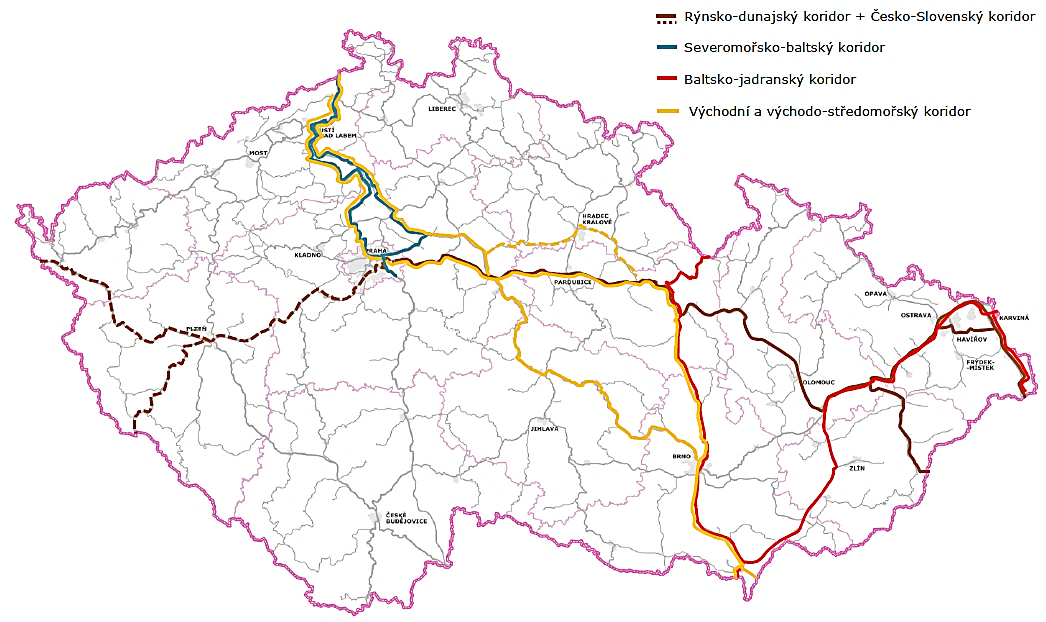 Rýnsko-dunajský koridor + Česko-Slovenský koridor
Severomořsko-baltský koridor
Baltsko-jadranský koridor
Východní a východo-středomořský koridor
LIBEREC
ÚSTÍ
NAD LABEM
MOST
HRADEC
KRALOVÉ
KLADNO
PRAHA
PARDUBICE
OPAVA
OSTRAVA
KARVINÁ
HAVÍŘOV
FRÝDEK-
-MÍSTEK
PLZEŇ
OLOMOUC
JIHLAVA
BRNO
ZLÍN
ČESKÉ
BUDĚJOVICE